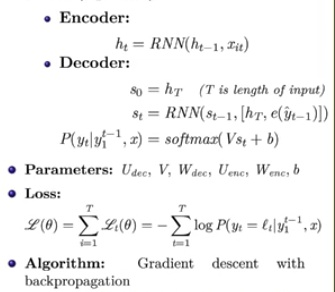 • Encoder:
h_t = RNN(h_{t-1}, x_{it})
• Decoder:
s_0 = h_T (T is length of input)
s_t = RNN(s_{t-1}, [h_T, e(ŷ_{t-1})])
P(y_t|y_1^{t-1}, x) = softmax(Vs_t + b)
• Parameters: U_{dec}, V, W_{dec}, U_{enc}, W_{enc}, b
• Loss:
ℒ(θ) = ∑_{i=1}^{T} ℒ_t(θ) = − ∑_{t=1}^{T} log P(y_t = ℓ_t|y_1^{t-1}, x)
• Algorithm: Gradient descent with
backpropagation